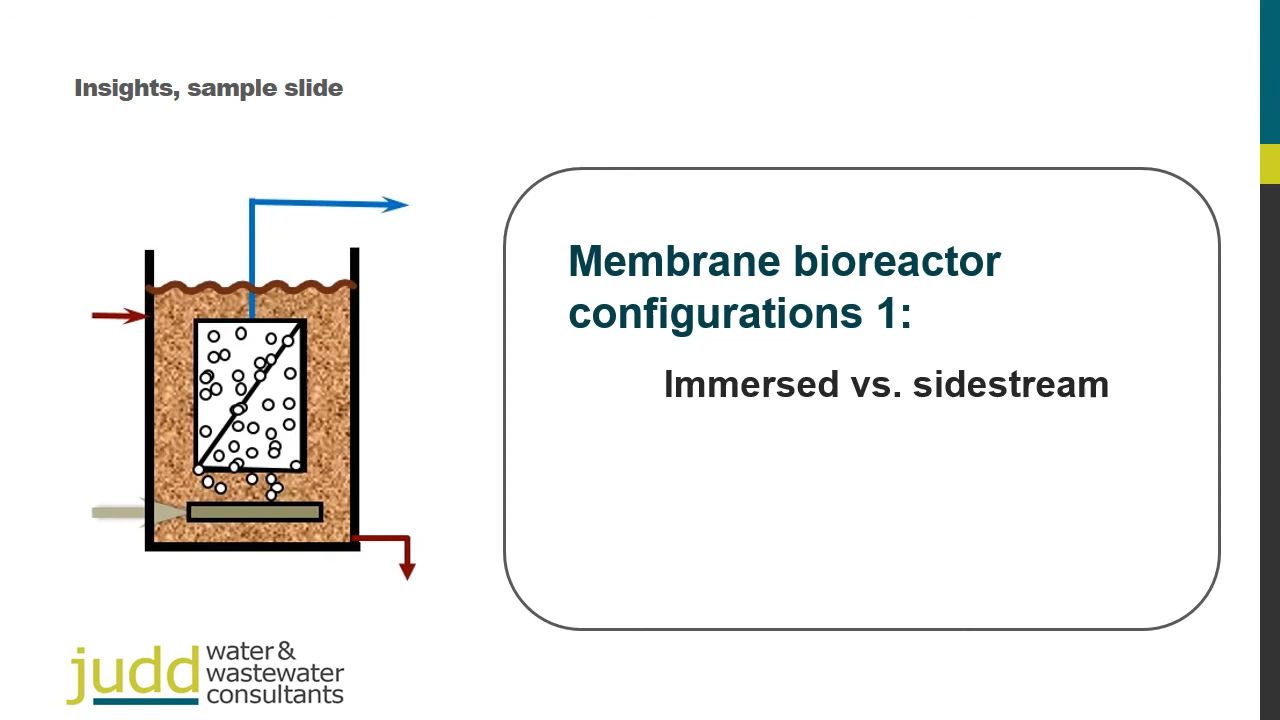 Insights, sample slide
Membrane bioreactor
configurations 1:
Immersed vs. sidestream
judd
water &
wastewater
consultants